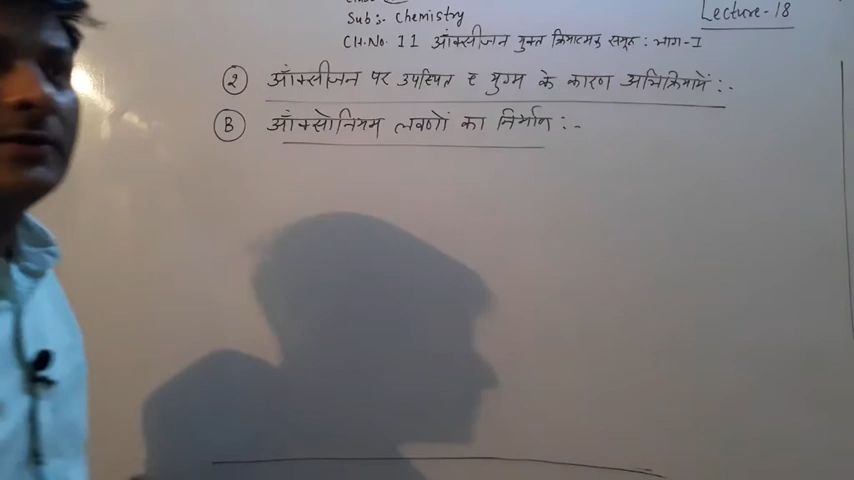 Sub :- Chemistry
Lecture-18
CH.No. 11 ऑक्सीजन युक्त क्रियात्मक समूह : भाग-I
(2) ऑक्सीजन पर उपस्थित e युग्म के कारण अभिक्रियायें :-
(B) ऑक्सोनियम लवणों का निर्माण :-